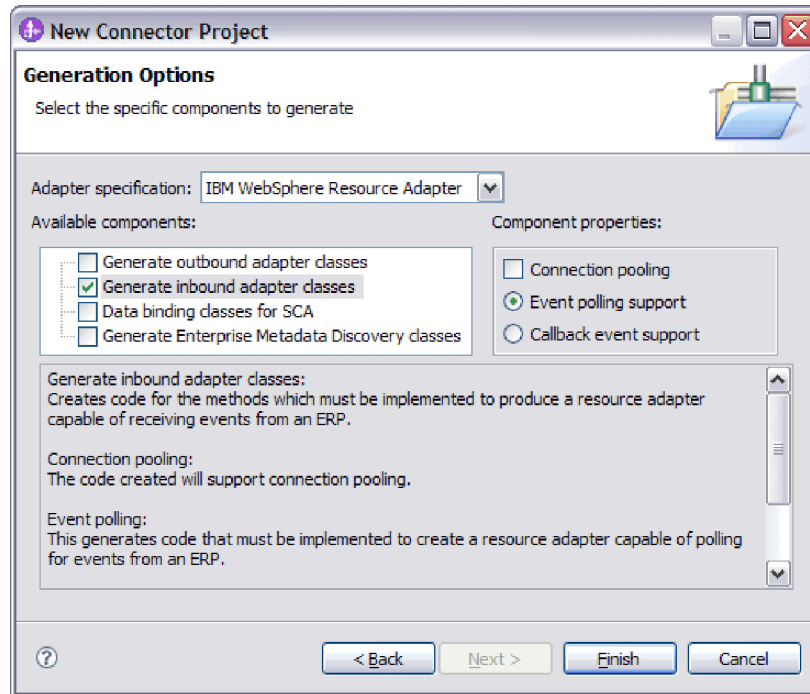 New Connector Project
Generation Options
Select the specific components to generate
Adapter specification: IBM WebSphere Resource Adapter
Available components:
Generate outbound adapter classes
Generate inbound adapter classes
Data binding classes for SCA
Generate Enterprise Metadata Discovery classes
Component properties:
Connection pooling
Event polling support
Callback event support
Generate inbound adapter classes:
Creates code for the methods which must be implemented to produce a resource adapter
capable of receiving events from an ERP.
Connection pooling:
The code created will support connection pooling.
Event polling:
This generates code that must be implemented to create a resource adapter capable of polling
for events from an ERP.
? < Back Next > Finish Cancel